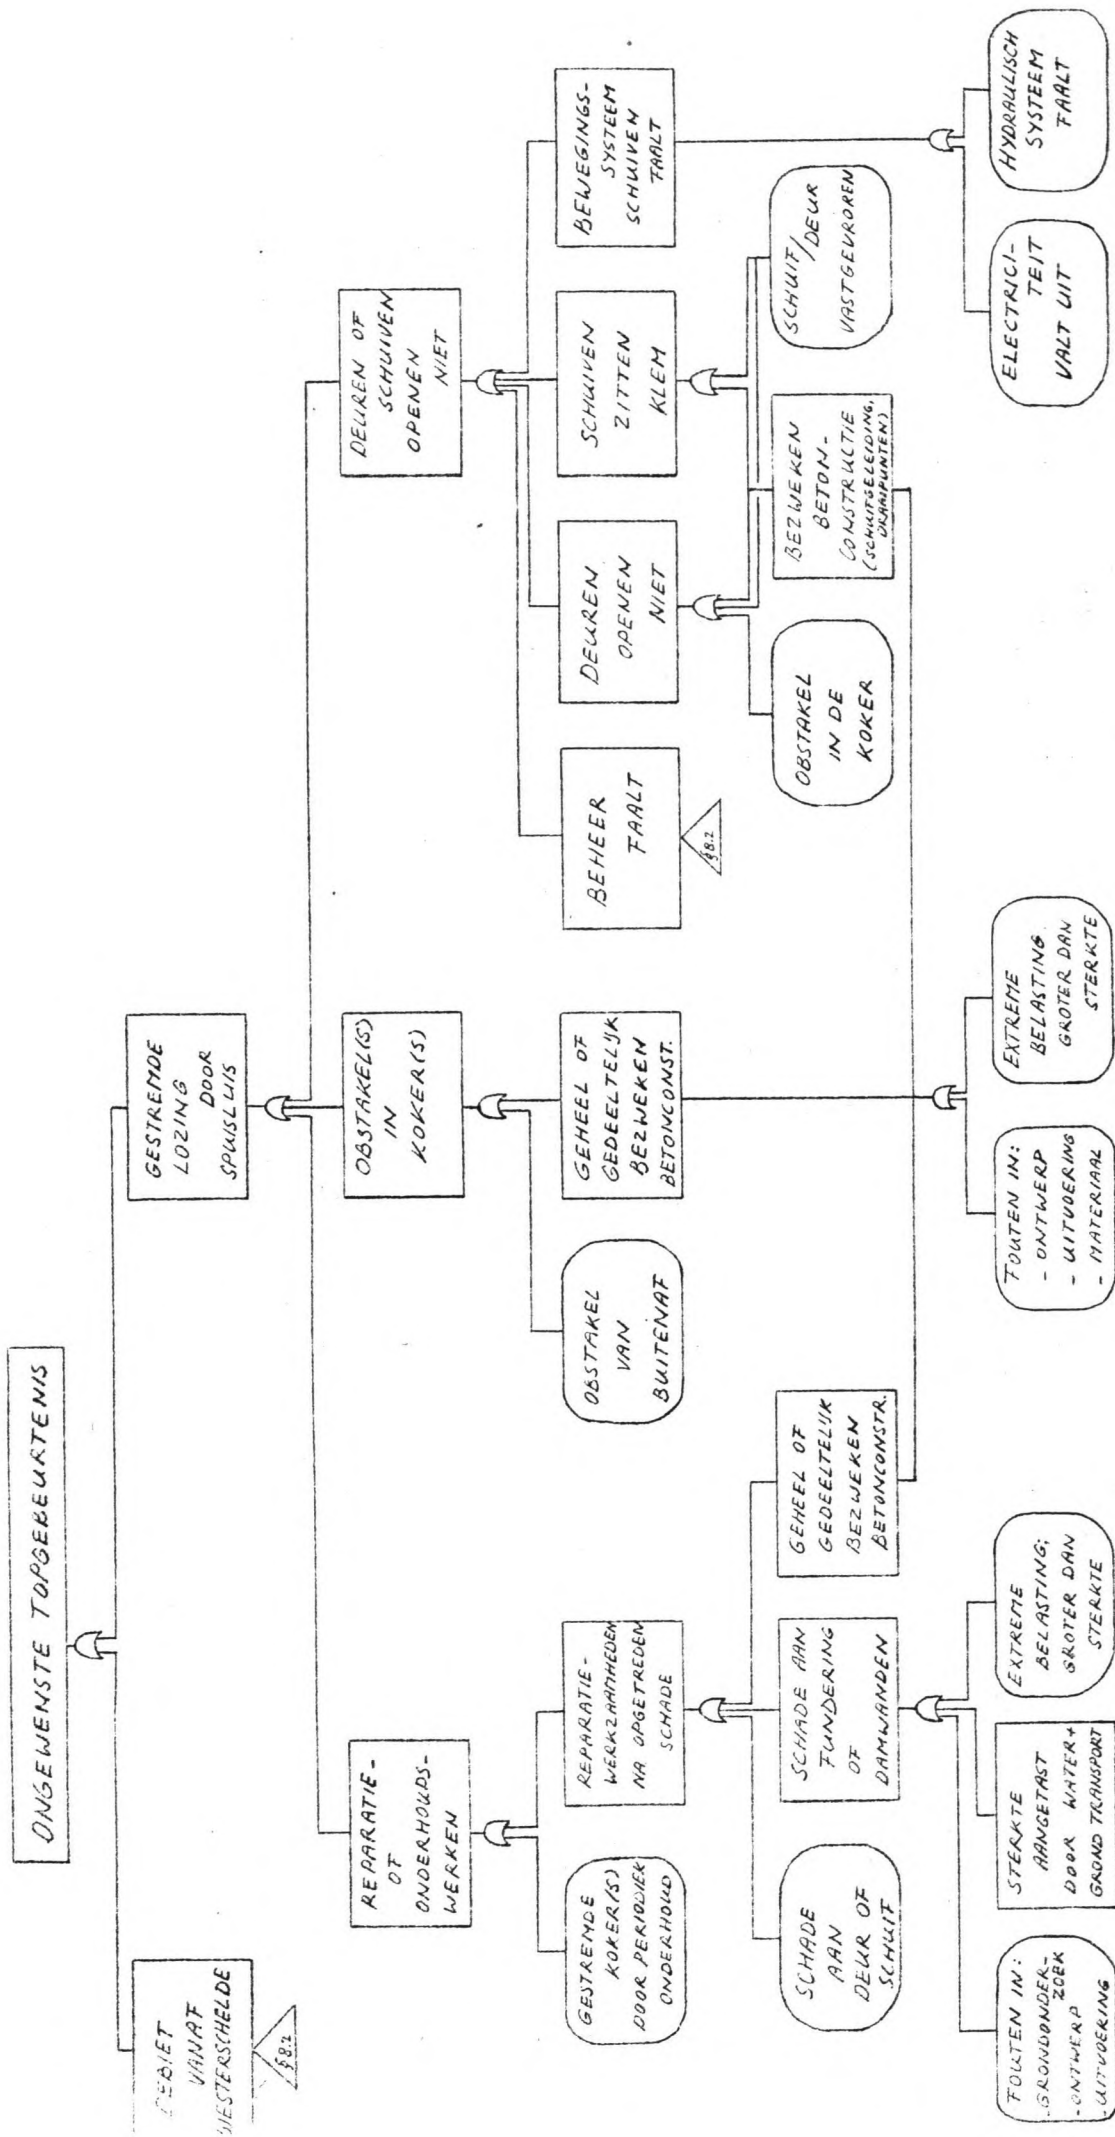 ONGEWENSTE TOPGEBEURTENIS
GEBIET
VANAF
WESTERSCHELDE
§8.2
GESTREMDE
LOZING
DOOR
SPUISLUIS
REPARATIE-
OF
ONDERHOUDS-
WERKEN
OBSTAKEL(S)
IN
KOKER(S)
DEUREN OF
SCHUIVEN
OPENEN
NIET
GESTREMDE
KOKER(S)
DOOR PERIODIEK
ONDERHOUD
REPARATIE-
WERKZAAMHEDEN
NA OPGETREDEN
SCHADE
OBSTAKEL
VAN
BUITENAF
GEHEEL OF
GEDEELTELIJK
BEZWEKEN
BETONCONST.
BEHEER
FAALT
§8.2
DEUREN
OPENEN
NIET
SCHUIVEN
ZITTEN
KLEM
BEWEGINGS-
SYSTEEM
SCHUIVEN
FAALT
SCHADE
AAN
DEUR OF
SCHUIF
SCHADE AAN
FUNDERING
OF
DAMWANDEN
GEHEEL OF
GEDEELTELIJK
BEZWEKEN
BETONCONSTR.
OBSTAKEL
IN DE
KOKER
BEZWEKEN
BETON-
CONSTRUCTIE
(SCHUIFGELEIDING,
DRAAIPUNTEN)
SCHUIF/DEUR
VASTGEVROREN
FOUTEN IN:
-GRONDONDER-
ZOEK
-ONTWERP
-UITVOERING
STERKTE
AANGETAST
DOOR WATER+
GRONDTRANSPORT
EXTREME
BELASTING;
GROTER DAN
STERKTE
FOUTEN IN:
- ONTWERP
- UITVOERING
- MATERIAAL
EXTREME
BELASTING
GROTER DAN
STERKTE
ELECTRICI-
TEIT
VALT UIT
HYDRAULISCH
SYSTEEM
FAALT